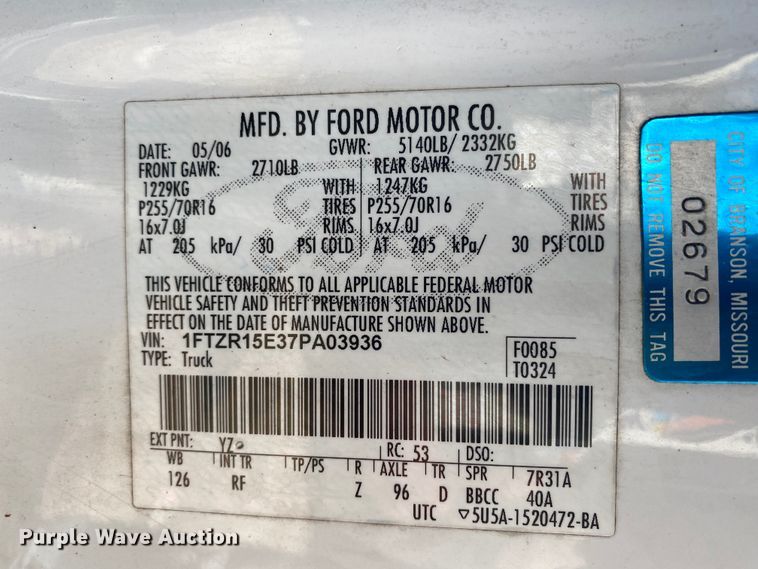 MFD. BY FORD MOTOR CO.
DATE: 05/06 GVWR: 5140LB/ 2332KG
FRONT GAWR: 2710LB REAR GAWR: 2750LB
1229KG WITH 1247KG WITH
P255/70R16 TIRES P255/70R16 TIRES
16x7.0J RIMS 16x7.0J RIMS
AT 205 kPa/ 30 PSI COLD AT 205 kPa/ 30 PSI COLD
THIS VEHICLE CONFORMS TO ALL APPLICABLE FEDERAL MOTOR
VEHICLE SAFETY AND THEFT PREVENTION STANDARDS IN
EFFECT ON THE DATE OF MANUFACTURE SHOWN ABOVE.
VIN: 1FTZR15E37PA03936
TYPE: Truck
F0085
T0324
EXT PNT: YZ RC: 53 DSO:
WB INT TR TP/PS R AXLE TR SPR 7R31A
126 RF Z 96 D BBCC 40A
UTC ▽5U5A-1520472-BA
CITY OF BRANSON, MISSOURI
02679
DO NOT REMOVE THIS TAG
Purple Wave Auction